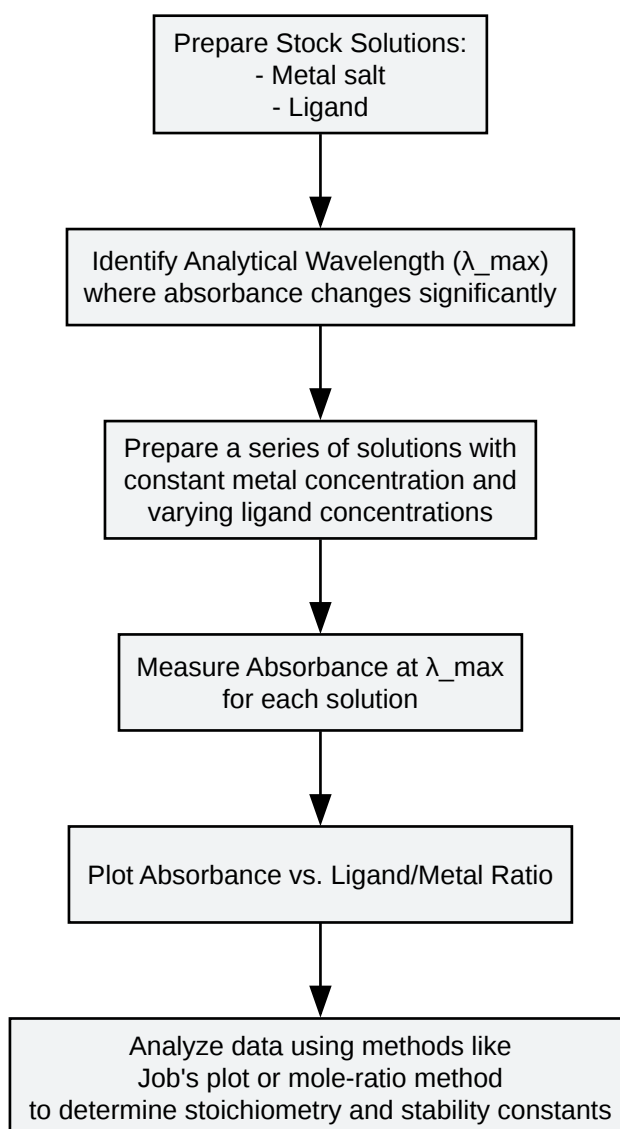 Prepare Stock Solutions:
- Metal salt
- Ligand
Identify Analytical Wavelength (λ_max)
where absorbance changes significantly
Prepare a series of solutions with
constant metal concentration and
varying ligand concentrations
Measure Absorbance at λ_max
for each solution
Plot Absorbance vs. Ligand/Metal Ratio
Analyze data using methods like
Job's plot or mole-ratio method
to determine stoichiometry and stability constants